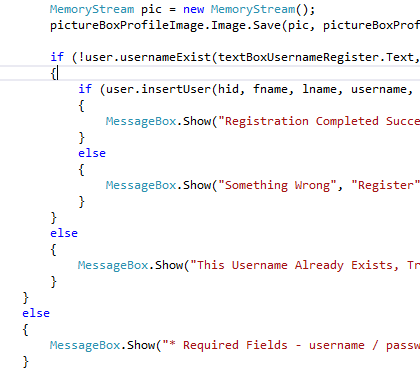 MemoryStream pic = new MemoryStream();
pictureBoxProfileImage.Image.Save(pic, pictureBox
if (!user.usernameExist(textBoxUsernameRegister.Text,
{
if (user.insertUser(hid, fname, lname, username,
{
MessageBox.Show("Registration Completed Succe
}
else
{
MessageBox.Show("Something Wrong", "Register"
}
}
else
{
MessageBox.Show("This Username Already Exists, Tr
}
}
else
{
MessageBox.Show("* Required Fields - username / passw
}